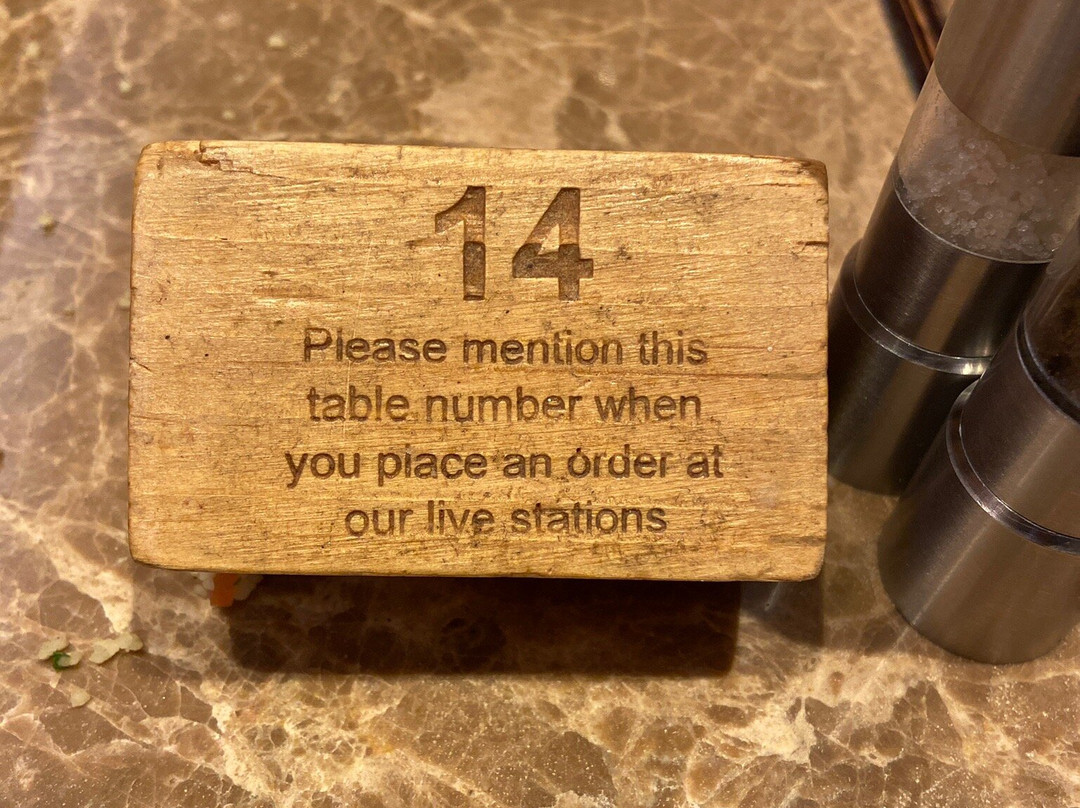 14
Please mention this
table number when
you place an order at
our live stations